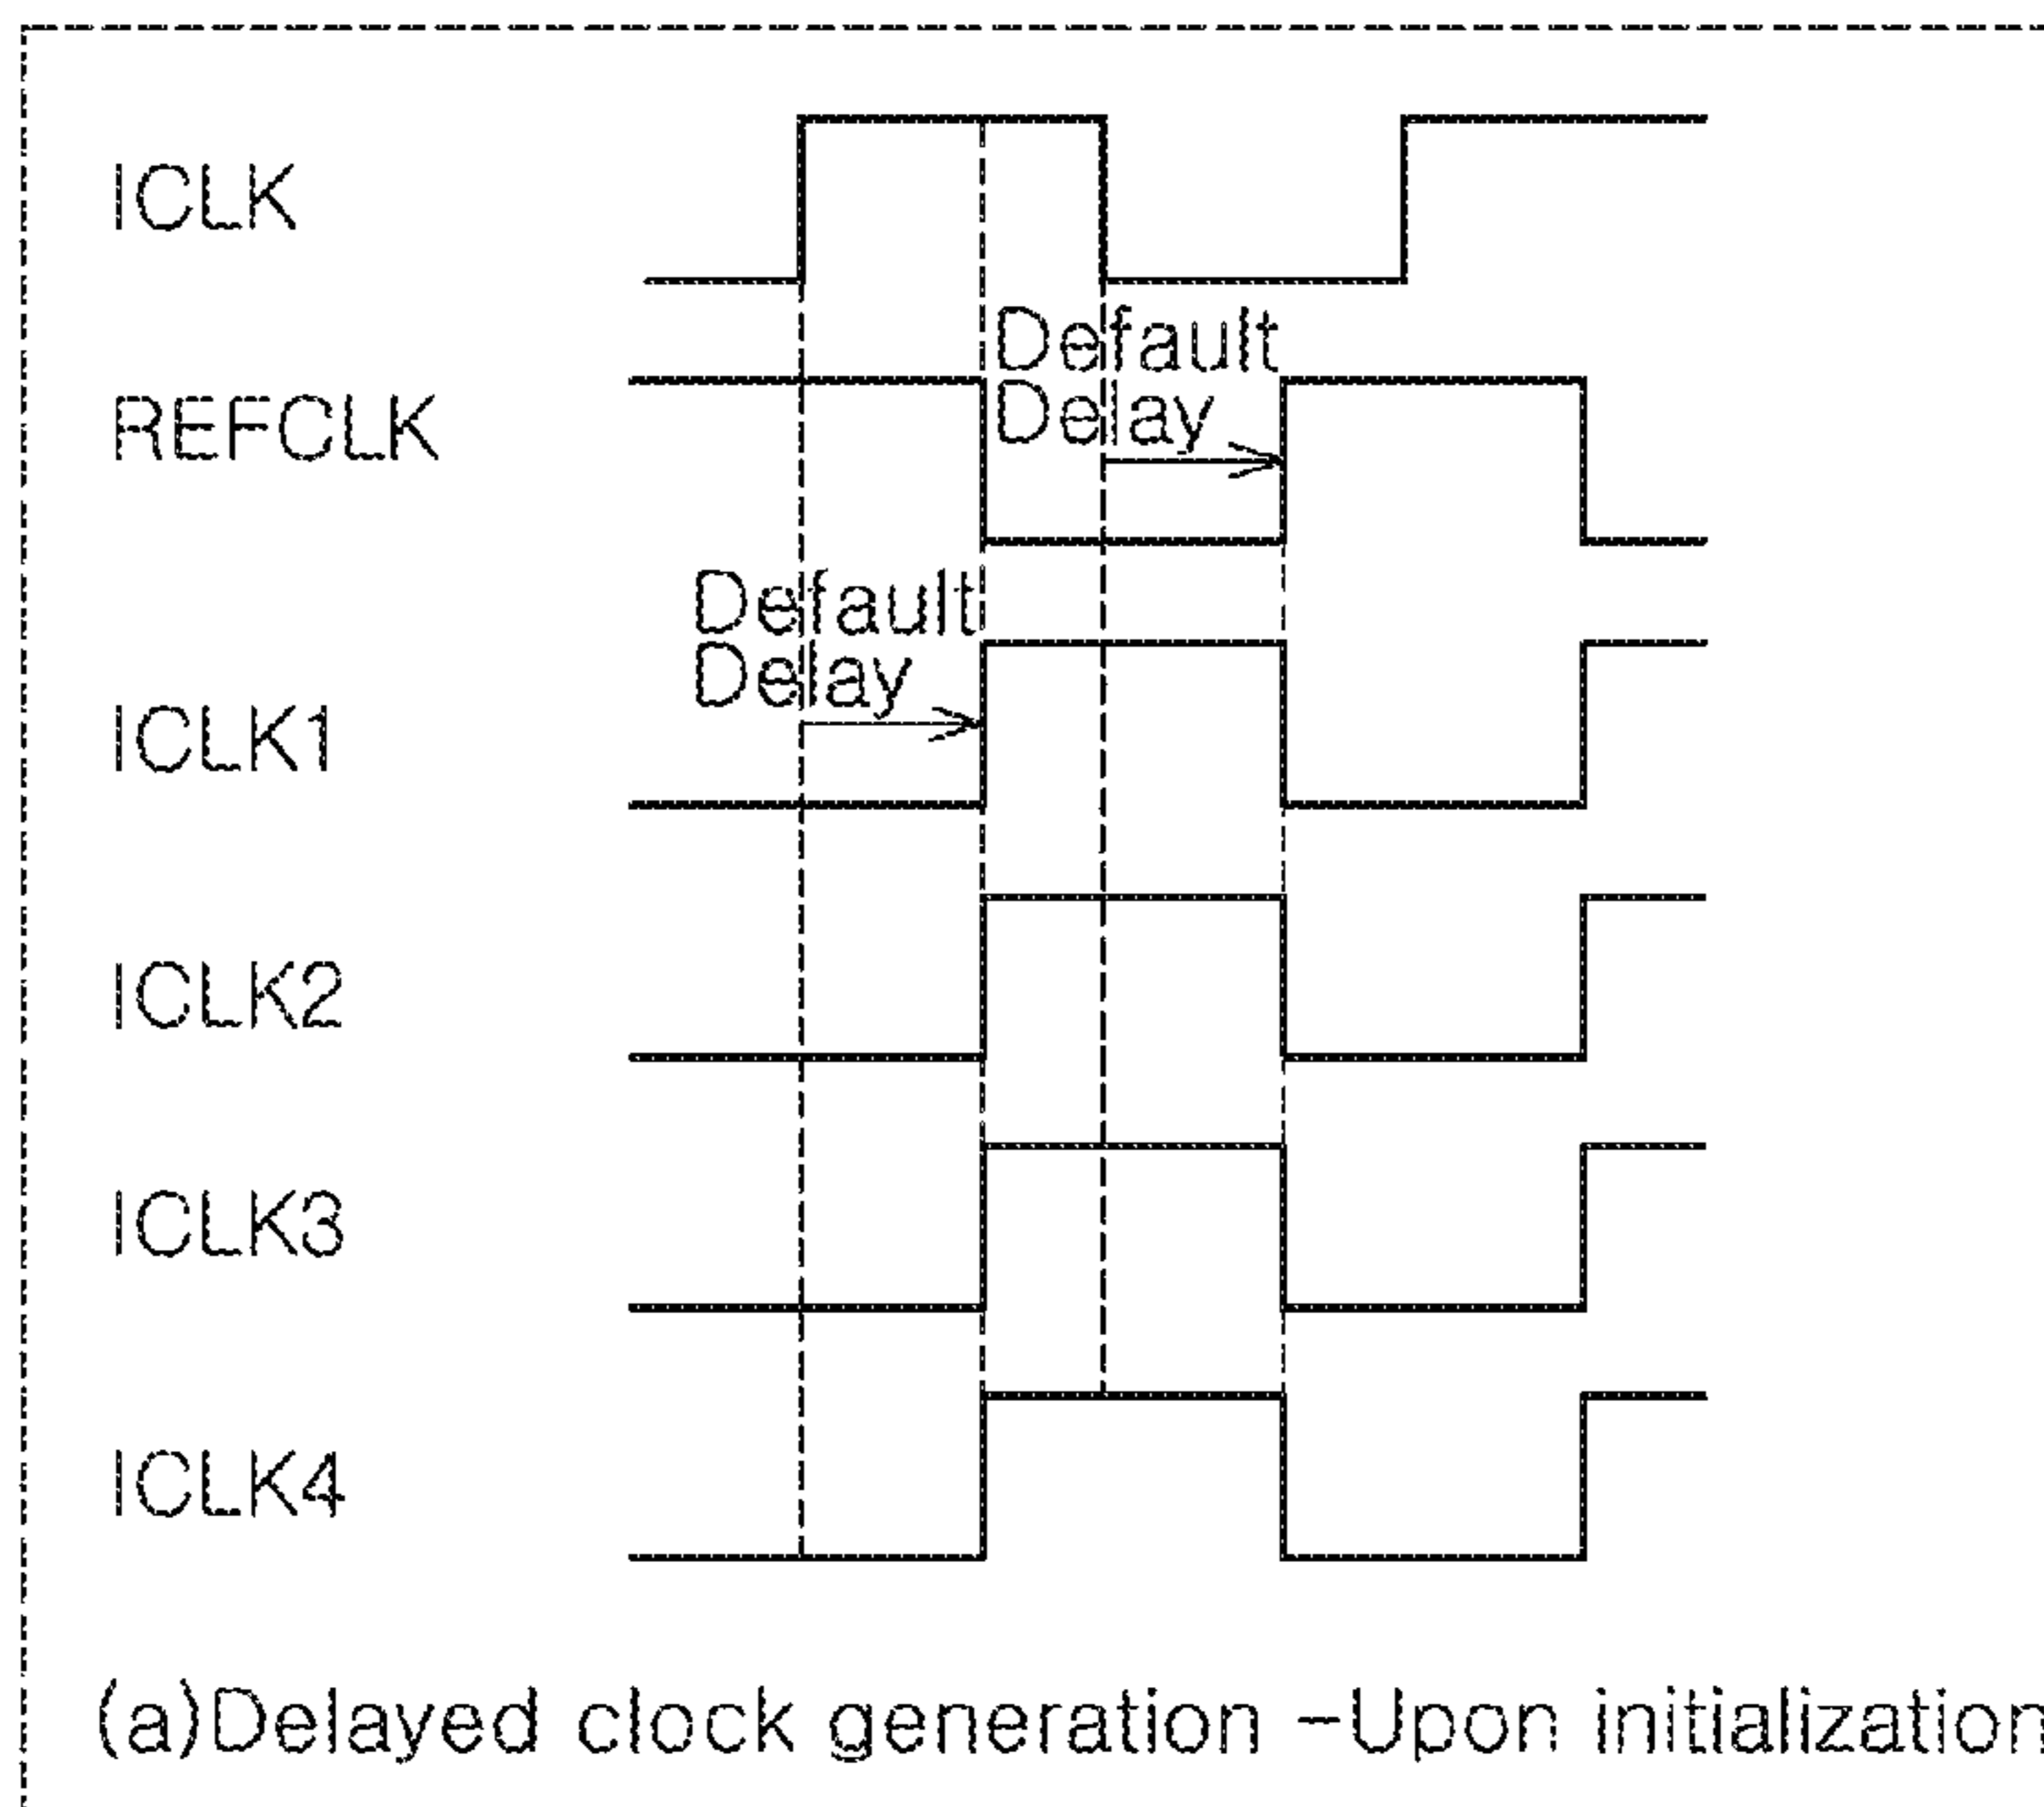 ICLK
Default
Delay
REFCLK
Default
Delay
ICLK1
ICLK2
ICLK3
ICLK4
(a)Delayed clock generation -Upon initialization